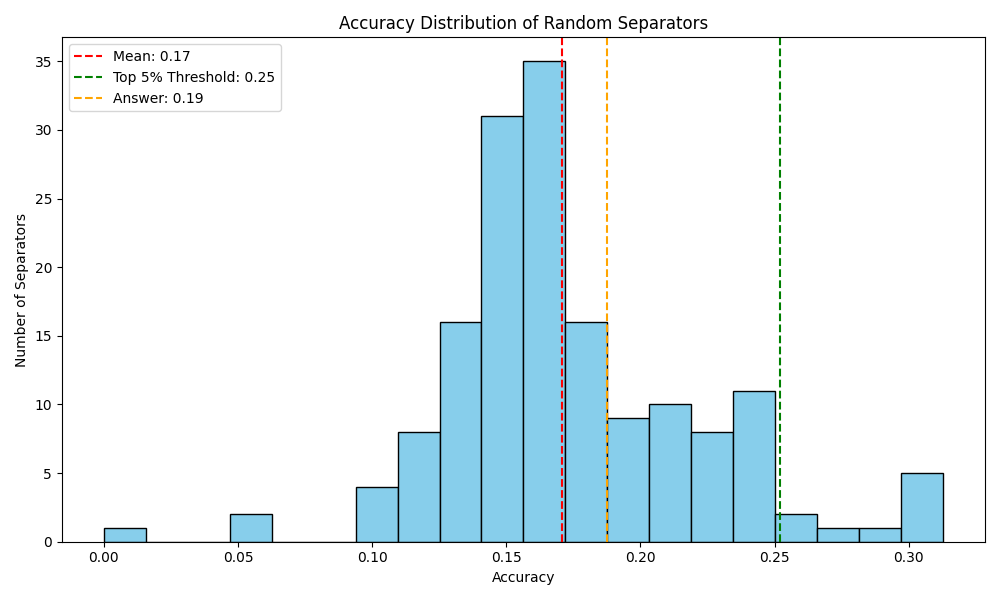 Accuracy Distribution of Random Separators
Mean: 0.17
Top 5% Threshold: 0.25
Answer: 0.19
Number of Separators
35
30
25
20
15
10
5
0
0.00 0.05 0.10 0.15 0.20 0.25 0.30
Accuracy